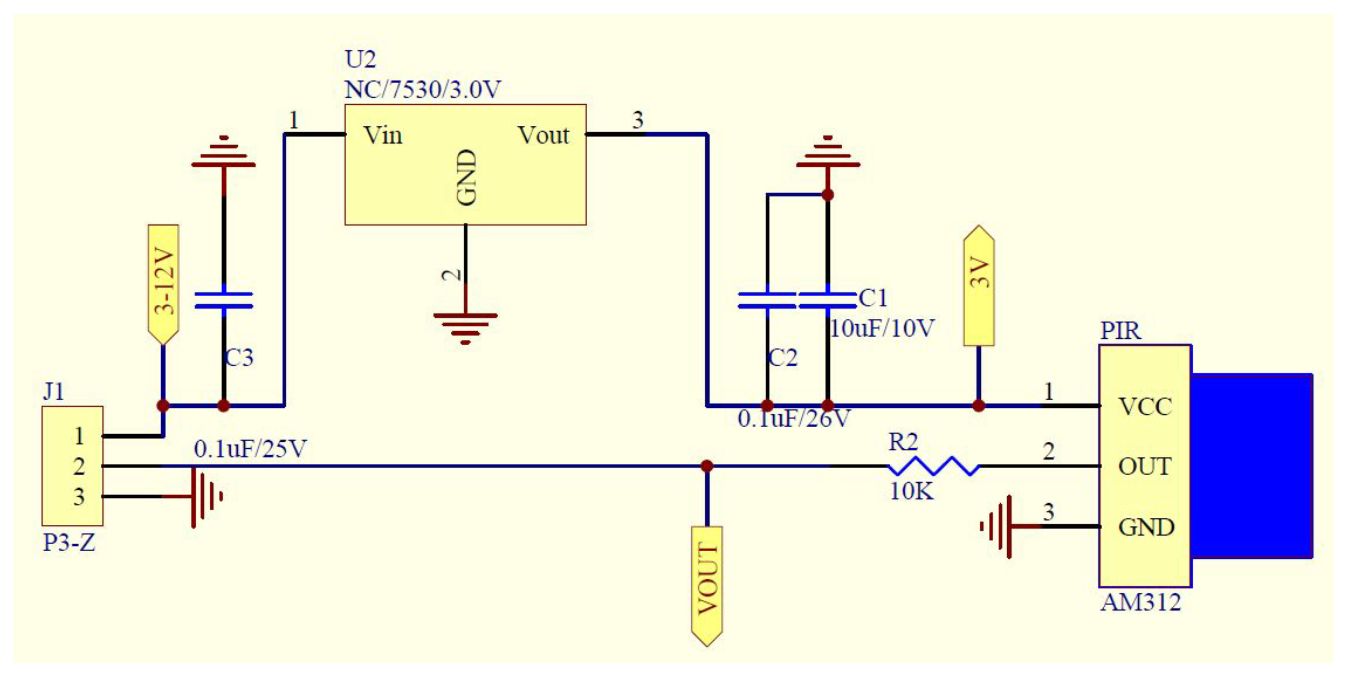 U2
NC/7530/3.0V
1
Vin
Vout
3
GND
2
3-12V
C3
C1
10uF/10V
C2
3V
PIR
J1
1
2
3
P3-Z
0.1uF/25V
0.1uF/26V
R2
10K
1
VCC
2
OUT
3
GND
VOUT
AM312